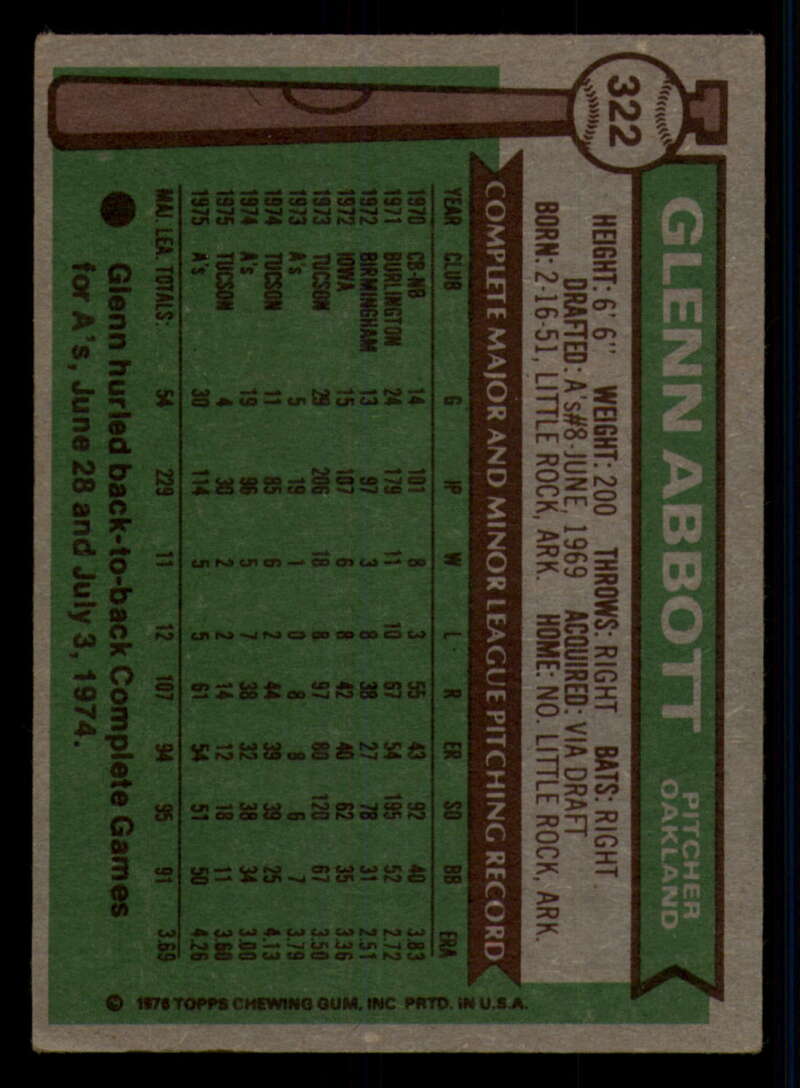 322
GLENN ABBOTT
PITCHER
OAKLAND
HEIGHT: 6' 6" WEIGHT: 200 THROWS: RIGHT BATS: RIGHT
DRAFTED: A's#8-JUNE, 1969 ACQUIRED: VIA DRAFT
BORN: 2-16-51, LITTLE ROCK, ARK. HOME: NO. LITTLE ROCK, ARK.
COMPLETE MAJOR AND MINOR LEAGUE PITCHING RECORD
YEAR CLUB G IP W L R ER SO BB ERA
1970 CB-NB 14 101 8 3 55 43 92 40 3.83
1971 BURLINGTON 24 179 11 10 67 54 195 52 2.72
1972 BIRMINGHAM 13 97 3 8 38 27 78 31 2.51
1972 IOWA 15 107 6 8 42 40 62 35 3.36
1973 TUCSON 29 206 18 8 97 80 120 67 3.50
1973 A's 5 19 1 0 8 8 6 7 3.79
1974 TUCSON 11 85 6 2 44 39 39 25 4.13
1974 A's 19 96 5 7 38 32 38 34 3.00
1975 TUCSON 4 30 2 2 14 12 18 11 3.60
1975 A's 30 114 5 5 61 54 51 50 4.26
MAJ. LEA. TOTALS: 54 229 11 12 107 94 95 91 3.69
Glenn hurled back-to-back Complete Games
for A's, June 28 and July 3, 1974.
© 1976 TOPPS CHEWING GUM, INC PRTD. IN U.S.A.